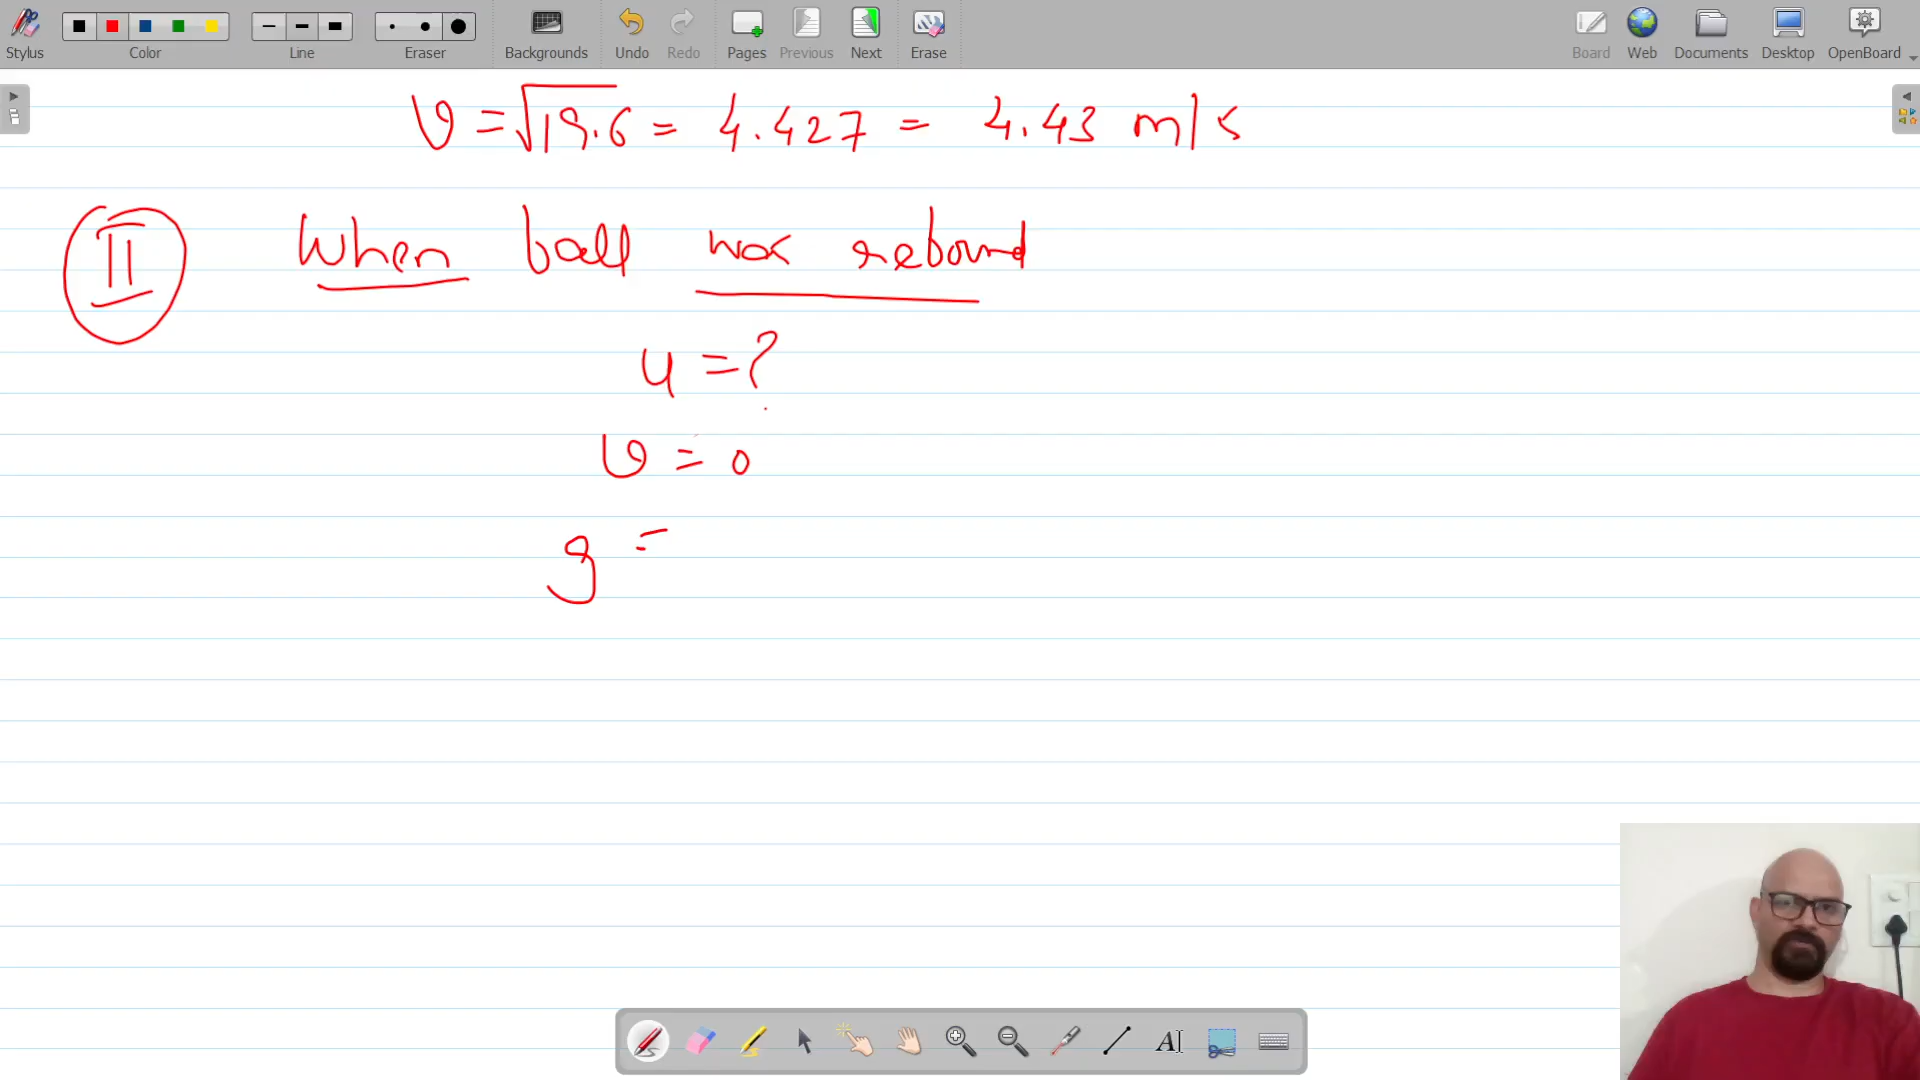 Stylus Color Line Eraser Backgrounds Undo Redo Pages Previous Next Erase Board Web Documents Desktop OpenBoard
v = √19.6 = 4.427 = 4.43 m/s
II When ball was rebound
u = ?
v = 0
g =